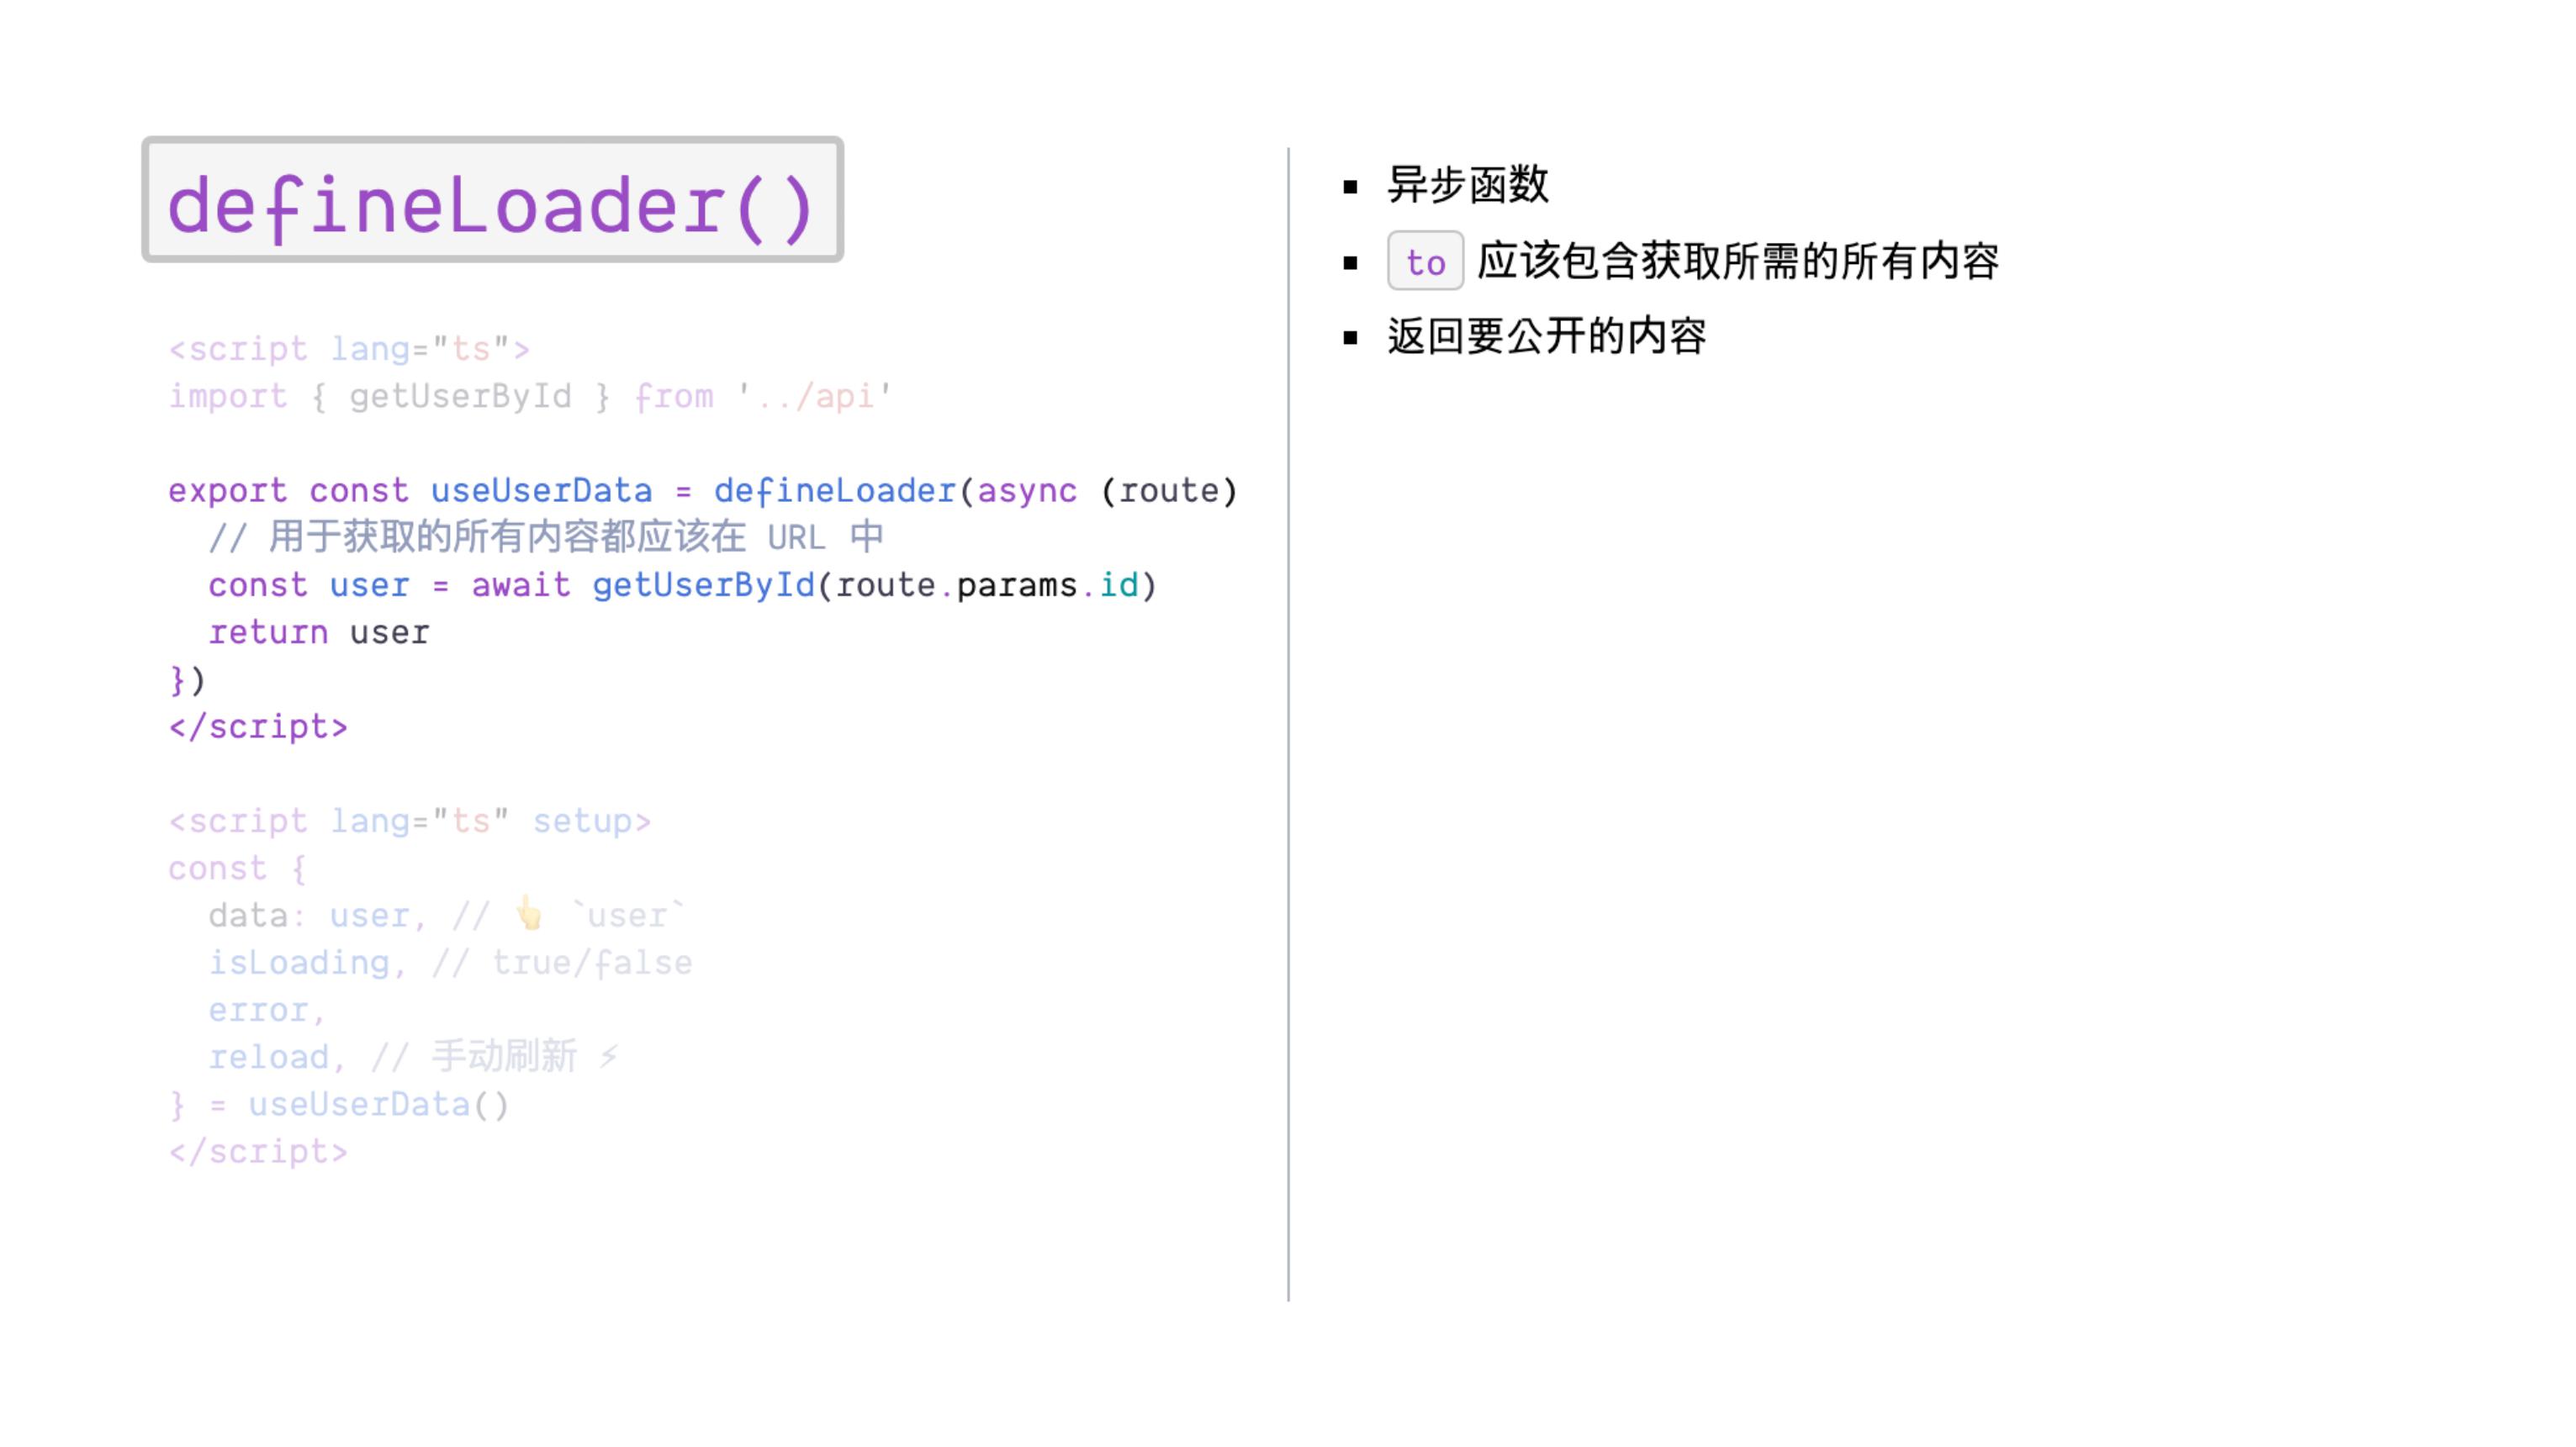 defineLoader()
<script lang="ts">
import { getUserById } from '../api'
export const useUserData = defineLoader(async (route)
  // 用于获取的所有内容都应该在 URL 中
  const user = await getUserById(route.params.id)
  return user
})
</script>
<script lang="ts" setup>
const {
  data: user, // 👆 `user`
  isLoading, // true/false
  error,
  reload, // 手动刷新 ⚡
} = useUserData()
</script>
▪ 异步函数
▪ to 应该包含获取所需的所有内容
▪ 返回要公开的内容